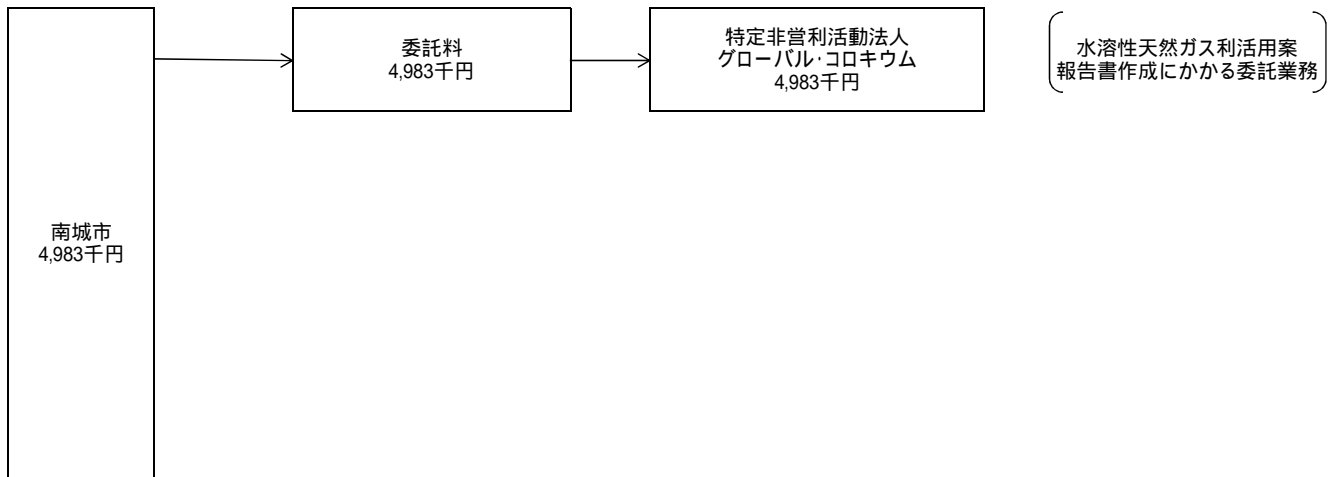 南城市
4,983千円
委託料
4,983千円
特定非営利活動法人
グローバル・コロキウム
4,983千円
水溶性天然ガス利活用案
報告書作成にかかる委託業務